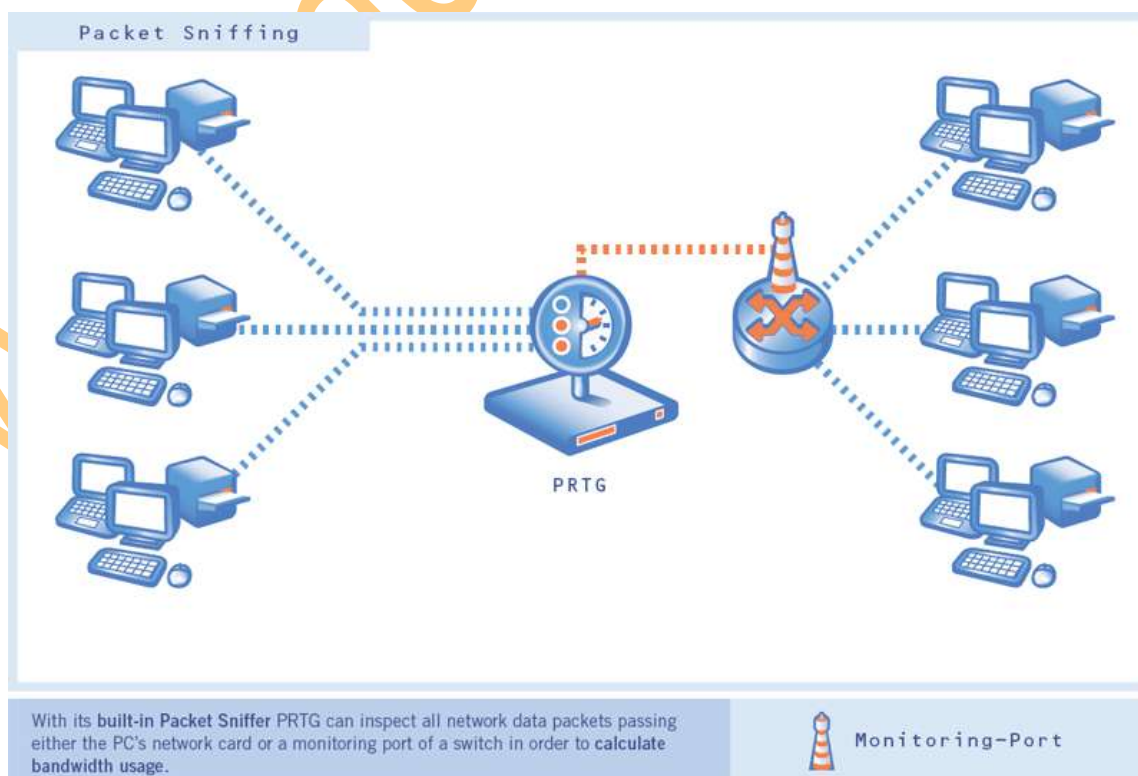 Packet Sniffing
PRTG
With its built-in Packet Sniffer PRTG can inspect all network data packets passing
either the PC's network card or a monitoring port of a switch in order to calculate
bandwidth usage.
Monitoring-Port